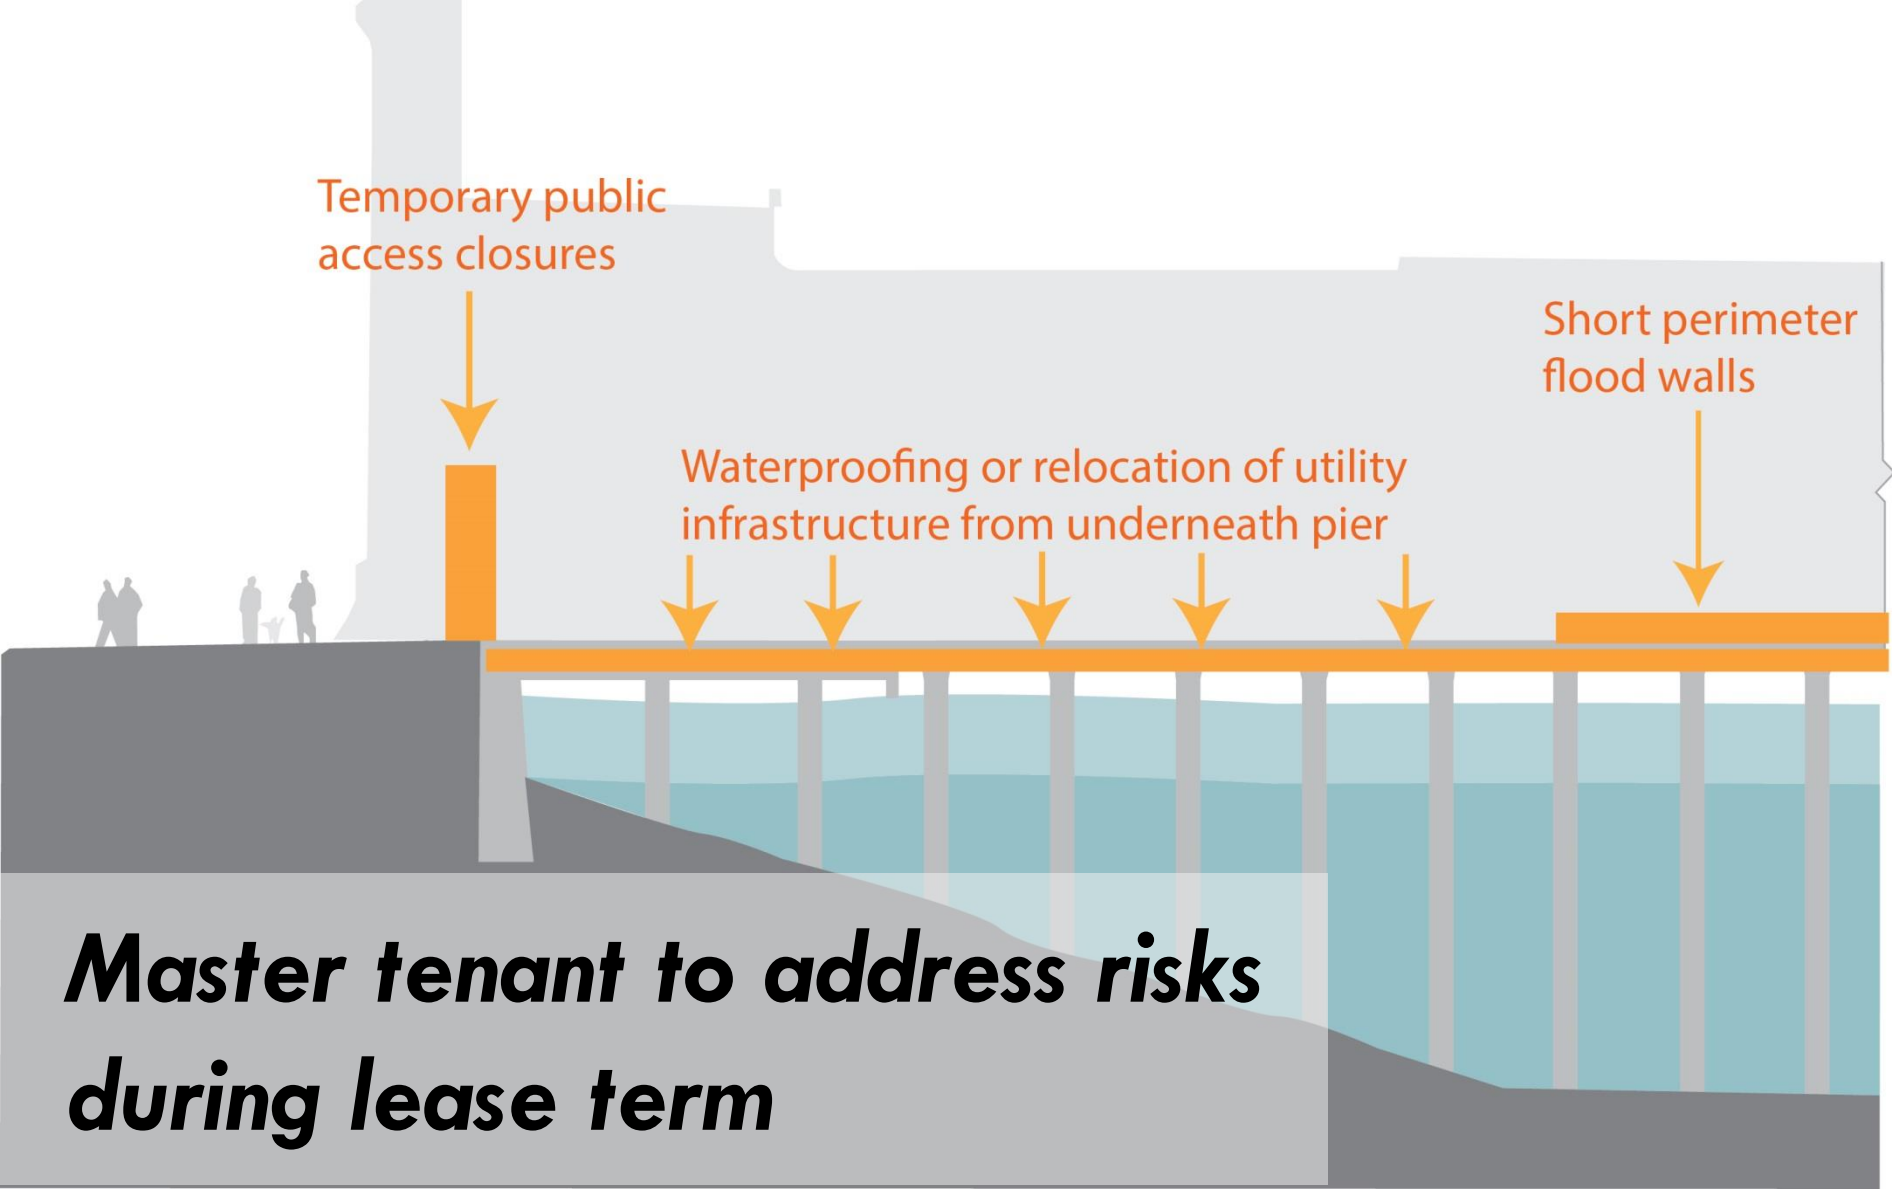 Temporary public
access closures
Short perimeter
flood walls
Waterproofing or relocation of utility
infrastructure from underneath pier
Master tenant to address risks
during lease term